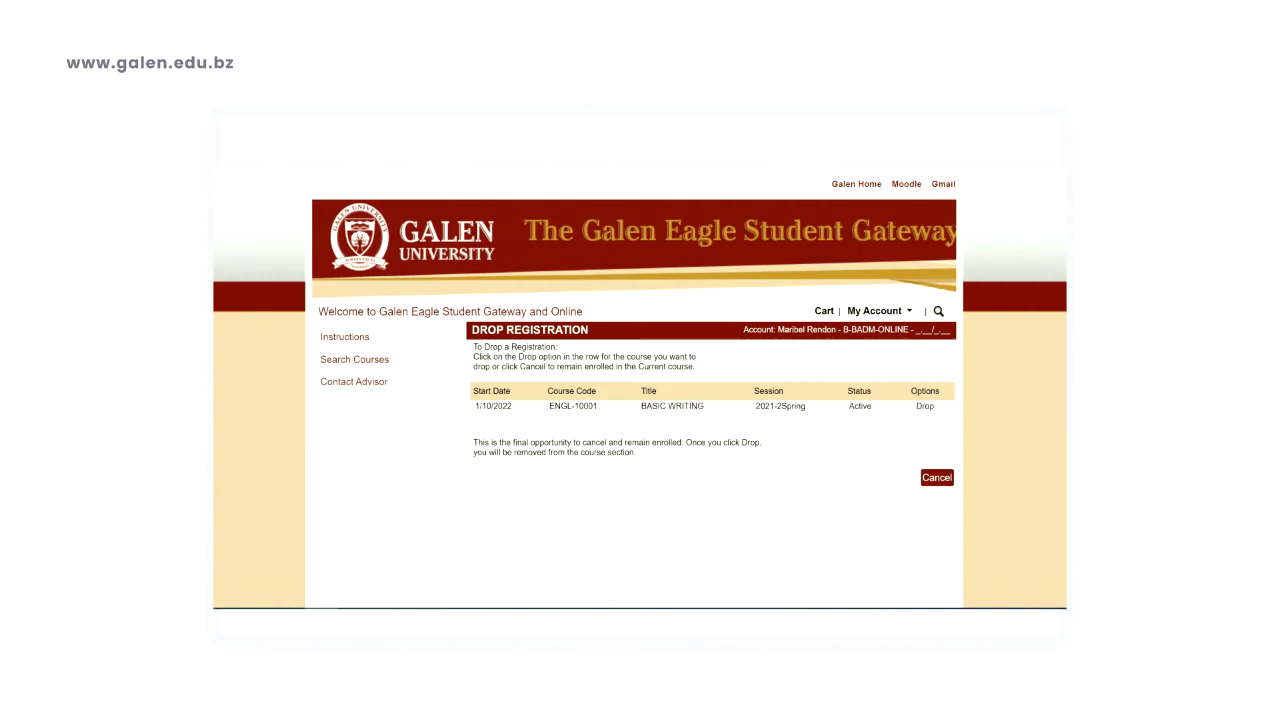 www.galen.edu.bz
Galen Home Moodle Gmail
GALEN UNIVERSITY
GALEN
UNIVERSITY
The Galen Eagle Student Gateway
Welcome to Galen Eagle Student Gateway and Online
Cart | My Account |
Instructions
Search Courses
Contact Advisor
DROP REGISTRATION
Account: Maribel Rendon - B-BADM-ONLINE - _.__/_.__
To Drop a Registration:
Click on the Drop option in the row for the course you want to
drop or click Cancel to remain enrolled in the Current course.
Start Date Course Code Title Session Status Options
1/10/2022 ENGL-10001 BASIC WRITING 2021-2Spring Active Drop
This is the final opportunity to cancel and remain enrolled. Once you click Drop,
you will be removed from the course section
Cancel